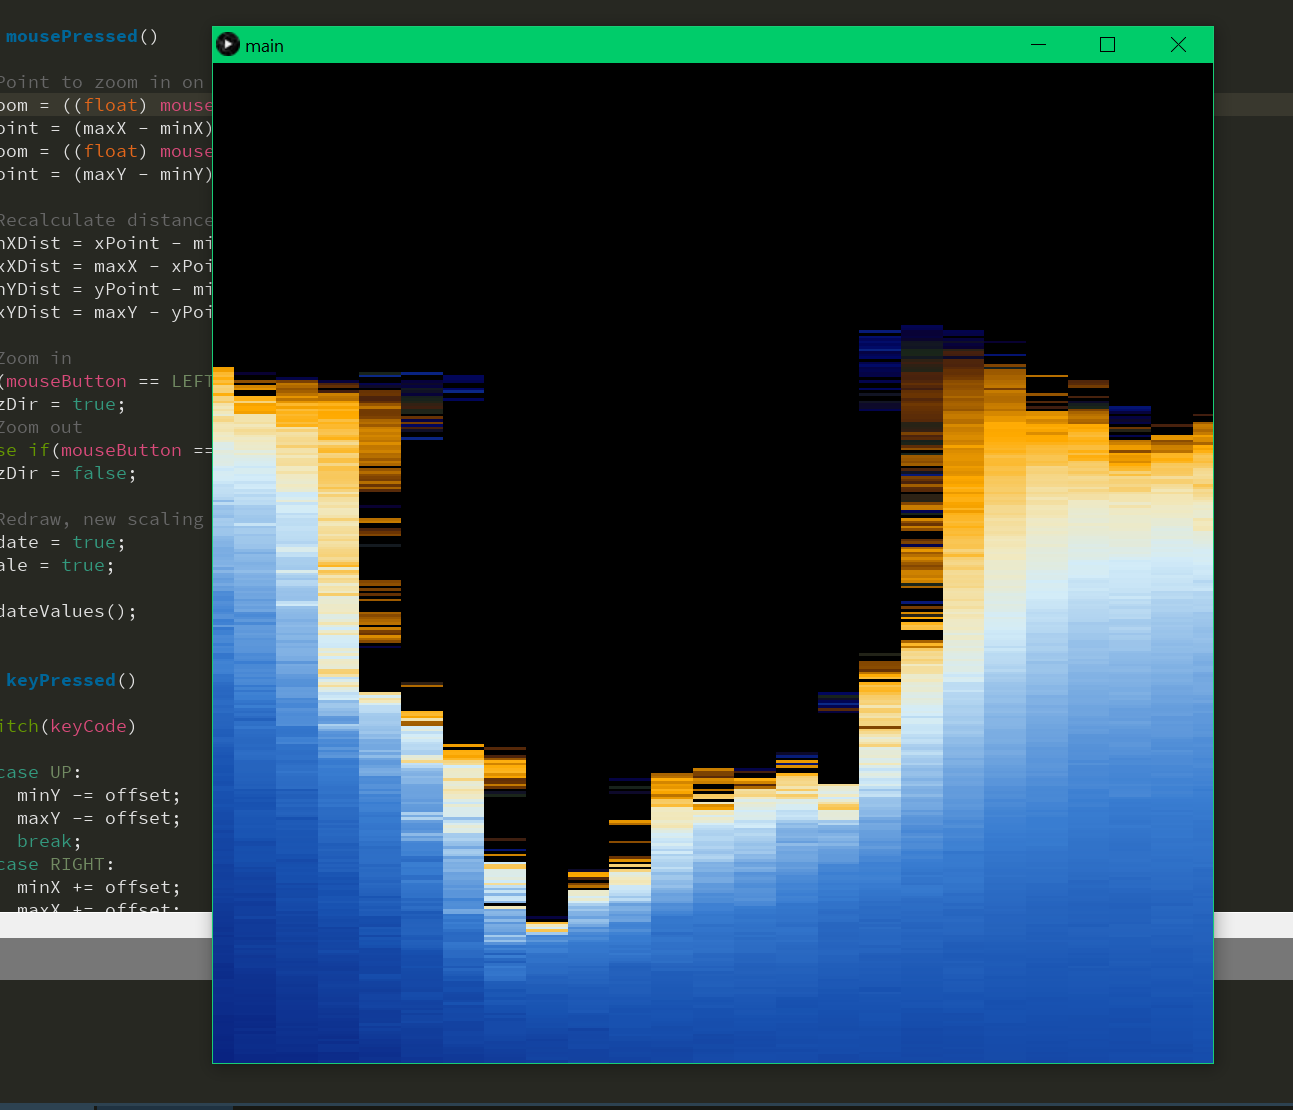 mousePressed()
main
Point to zoom in on
oom = ((float) mouse
oint = (maxX - minX)
oom = ((float) mouse
oint = (maxY - minY)
Recalculate distance
nXDist = xPoint - mi
xXDist = maxX - xPoi
nYDist = yPoint - mi
xYDist = maxY - yPoi
Zoom in
(mouseButton == LEFT
zDir = true;
Zoom out
se if(mouseButton ==
zDir = false;
Redraw, new scaling
date = true;
ale = true;
dateValues();
keyPressed()
itch(keyCode)
case UP:
minY -= offset;
maxY -= offset;
break;
case RIGHT:
minX += offset;
maxX += offset;